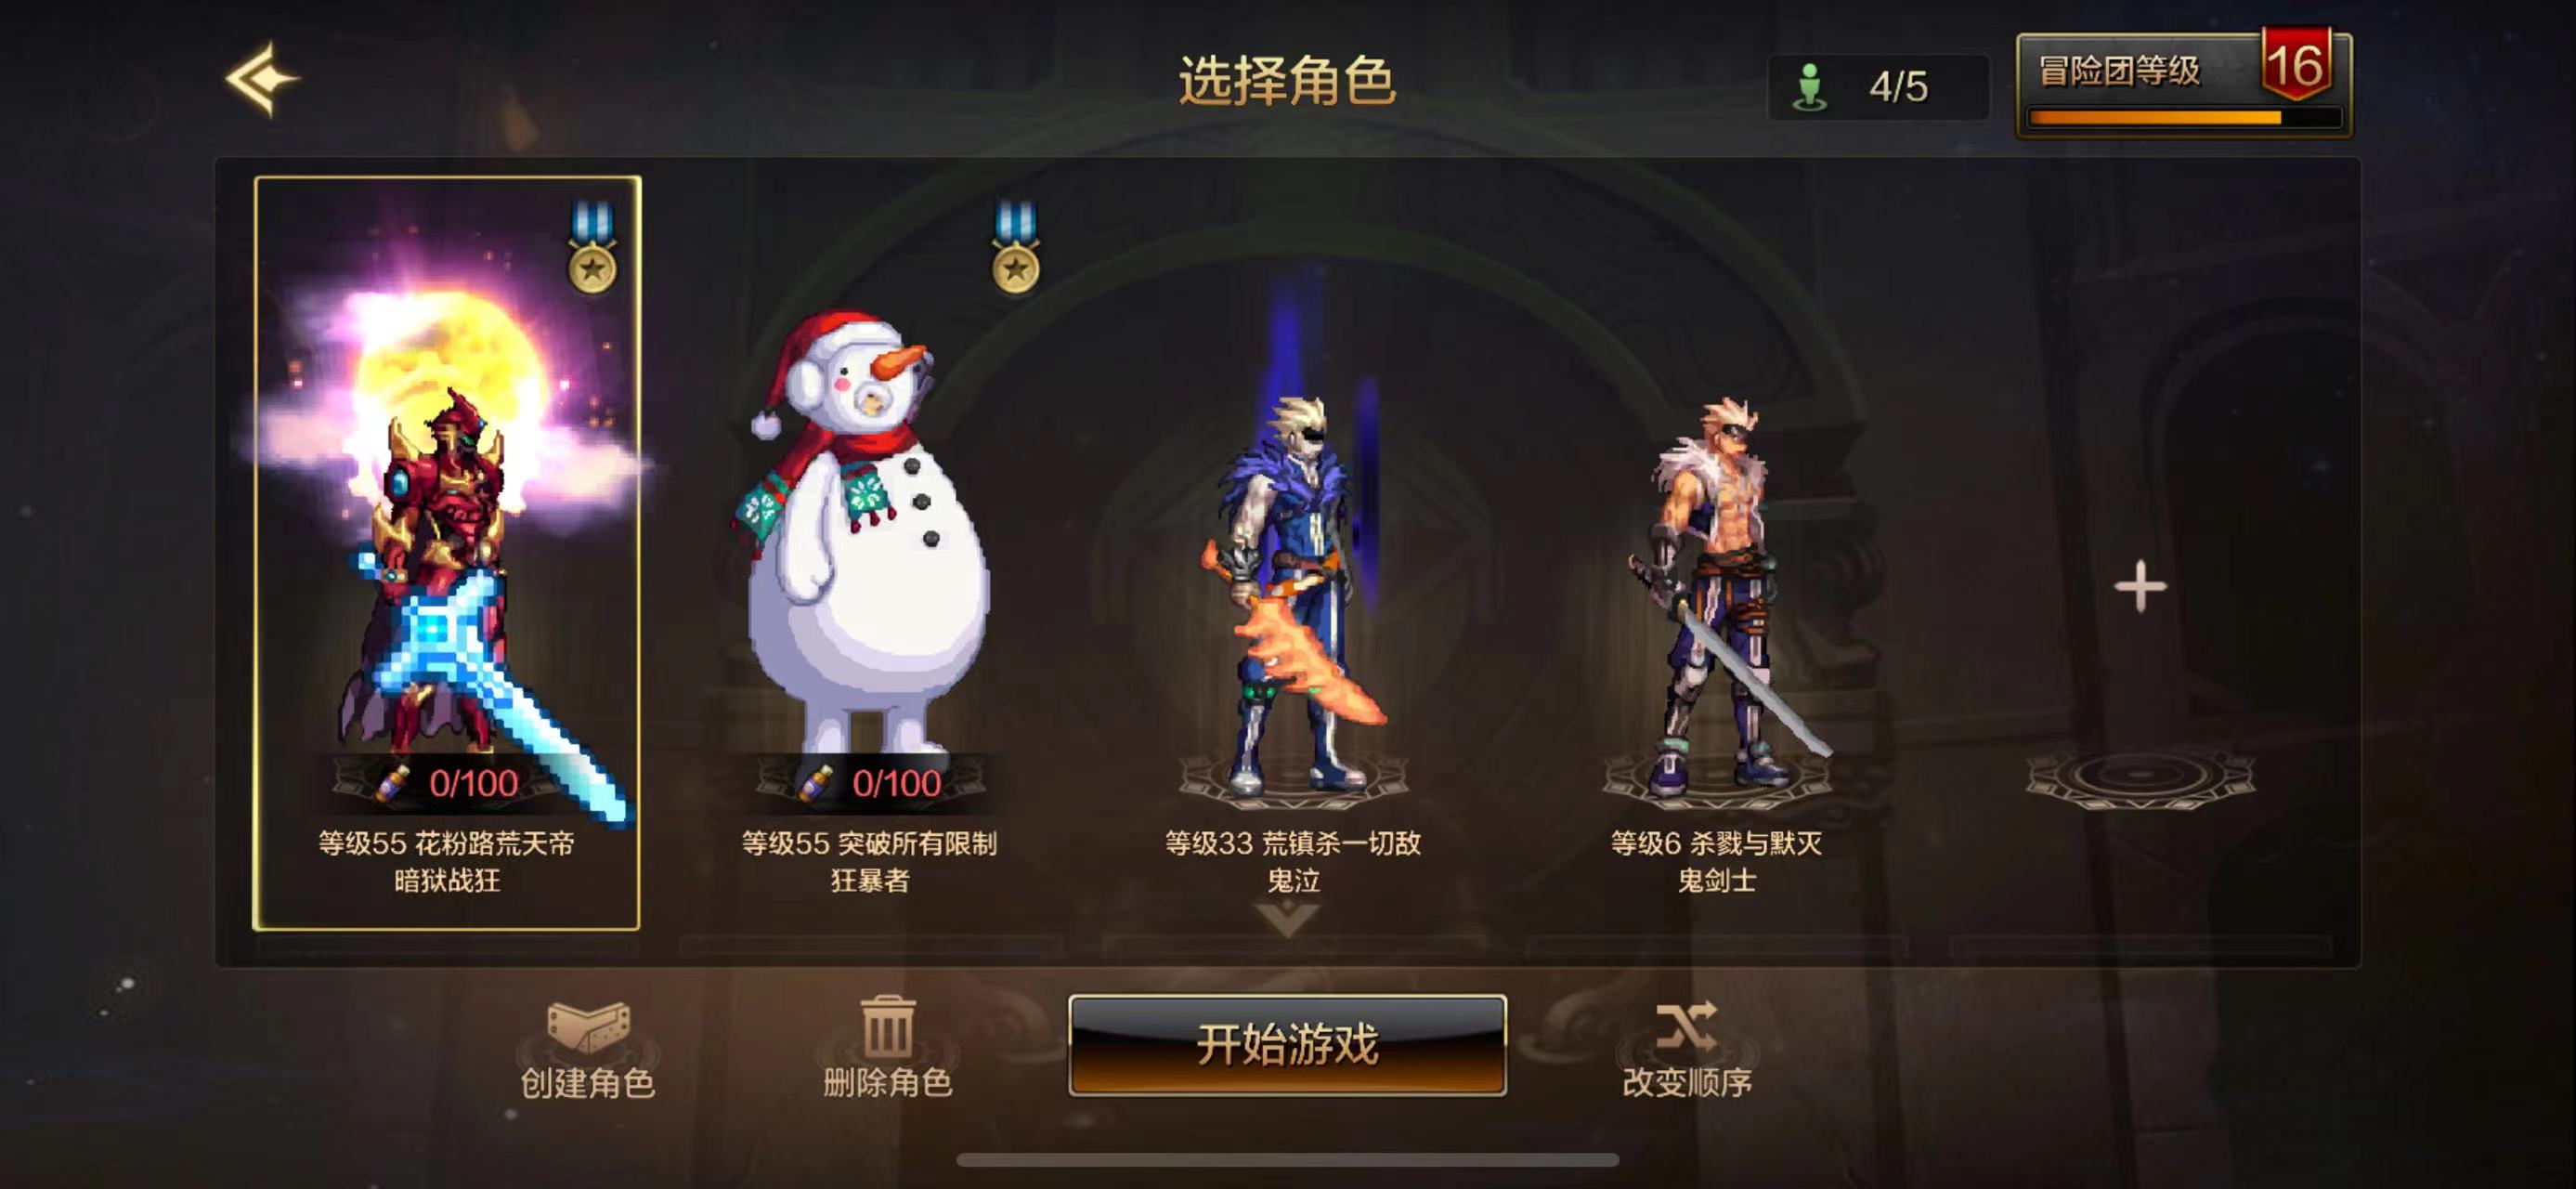 选择角色
4/5
冒险团等级 16
0/100
等级55 花粉路荒天帝
暗狱战狂
0/100
等级55 突破所有限制
狂暴者
等级33 荒镇杀一切敌
鬼泣
等级6 杀戮与默灭
鬼剑士
创建角色
删除角色
开始游戏
改变顺序